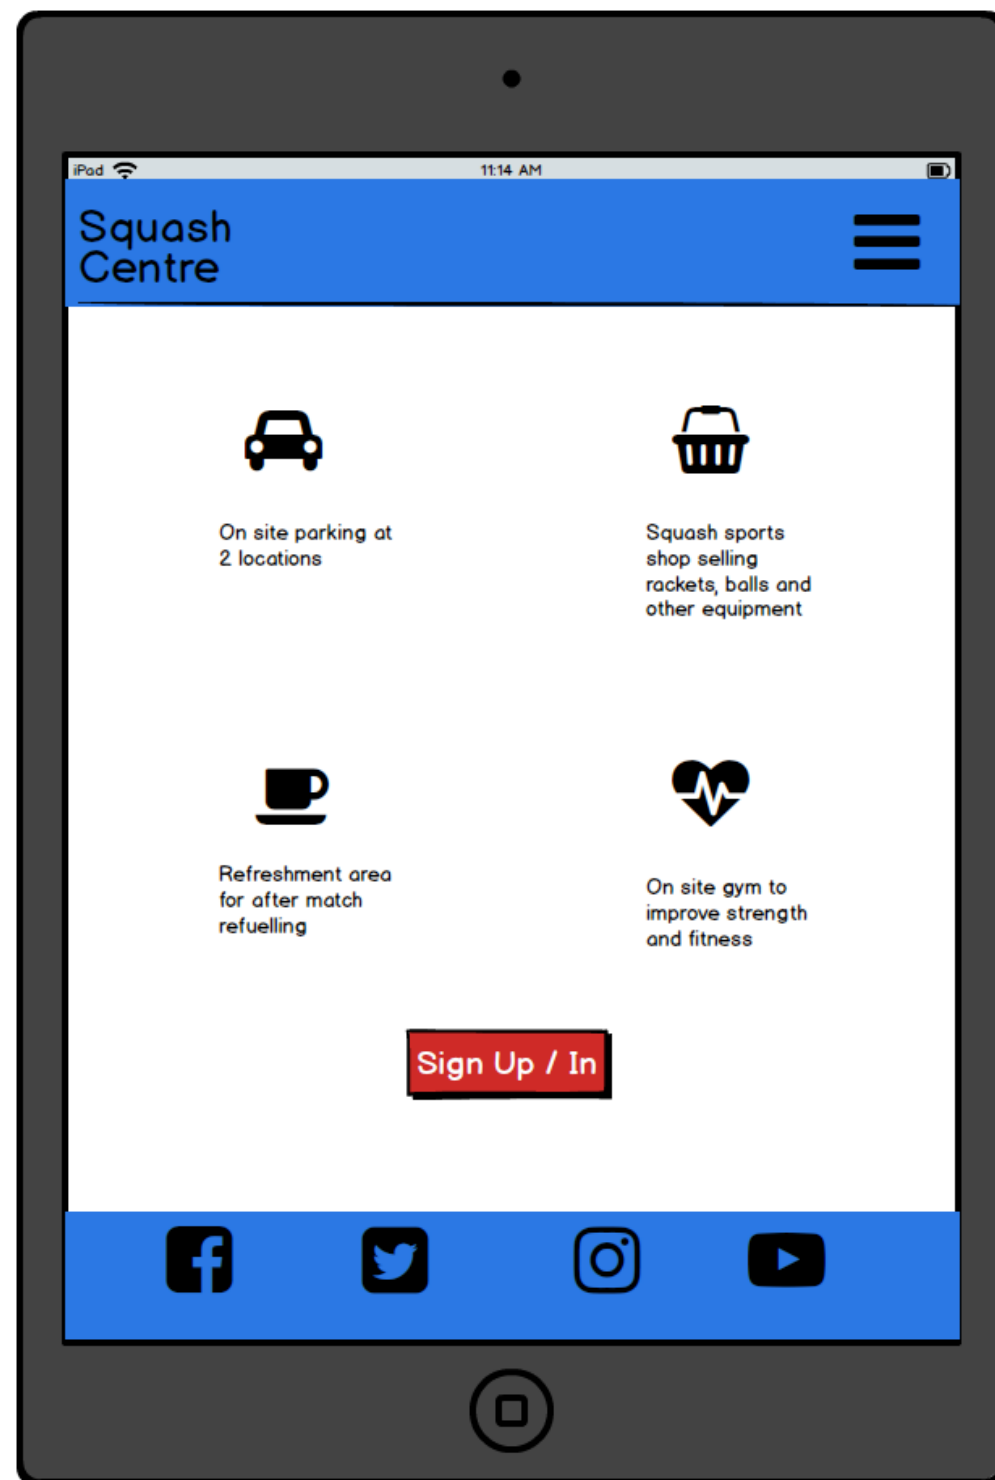 iPad
11:14 AM
Squash
Centre
On site parking at
2 locations
Squash sports
shop selling
rackets, balls and
other equipment
Refreshment area
for after match
refuelling
On site gym to
improve strength
and fitness
Sign Up / In